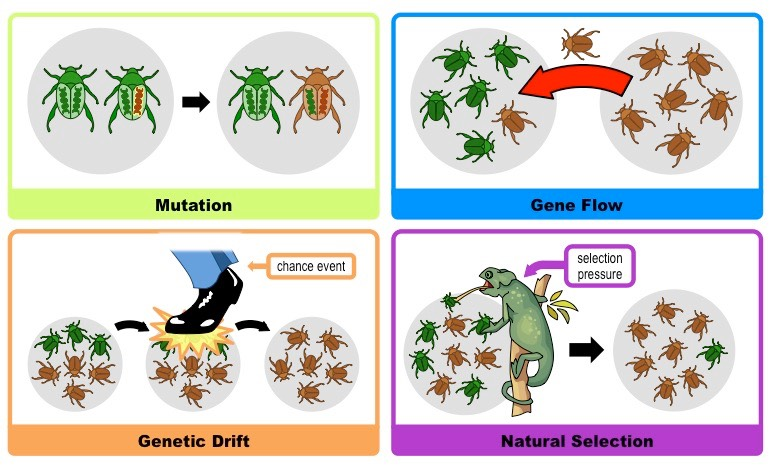 Mutation
Gene Flow
chance event
Genetic Drift
selection
pressure
Natural Selection